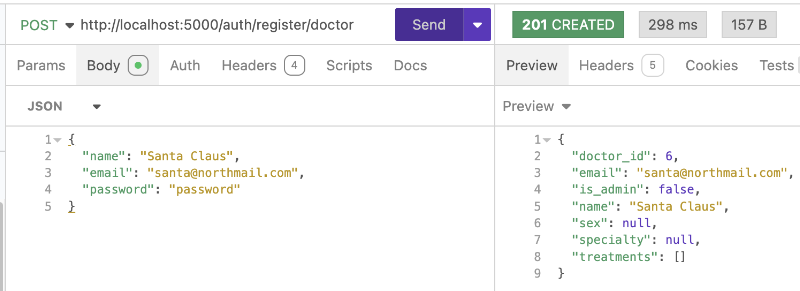 POST http://localhost:5000/auth/register/doctor Send 201 CREATED 298 ms 157 B
Params Body Auth Headers 4 Scripts Docs
Preview Headers 5 Cookies Tests
JSON
Preview
1 {
2 "name": "Santa Claus",
3 "email": "santa@northmail.com",
4 "password": "password"
5 }
1 {
2 "doctor_id": 6,
3 "email": "santa@northmail.com",
4 "is_admin": false,
5 "name": "Santa Claus",
6 "sex": null,
7 "specialty": null,
8 "treatments": []
9 }